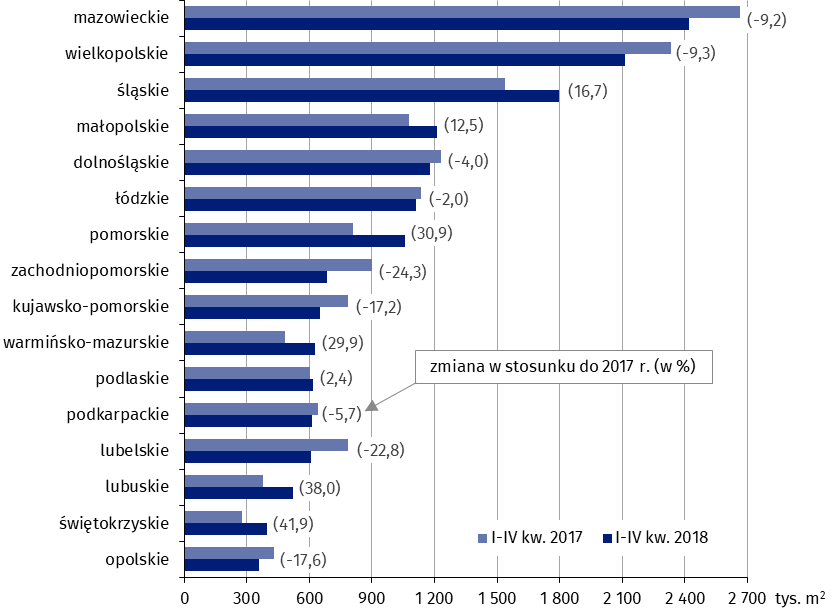 mazowieckie (-9,2)
wielkopolskie (-9,3)
śląskie (16,7)
małopolskie (12,5)
dolnośląskie (-4,0)
łódzkie (-2,0)
pomorskie (30,9)
zachodniopomorskie (-24,3)
kujawsko-pomorskie (-17,2)
warmińsko-mazurskie (29,9)
zmiana w stosunku do 2017 r. (w %)
podlaskie (2,4)
podkarpackie (-5,7)
lubelskie (-22,8)
lubuskie (38,0)
świętokrzyskie (41,9)
I-IV kw. 2017 I-IV kw. 2018
opolskie (-17,6)
0 300 600 900 1 200 1 500 1 800 2 100 2 400 2 700 tys. m²